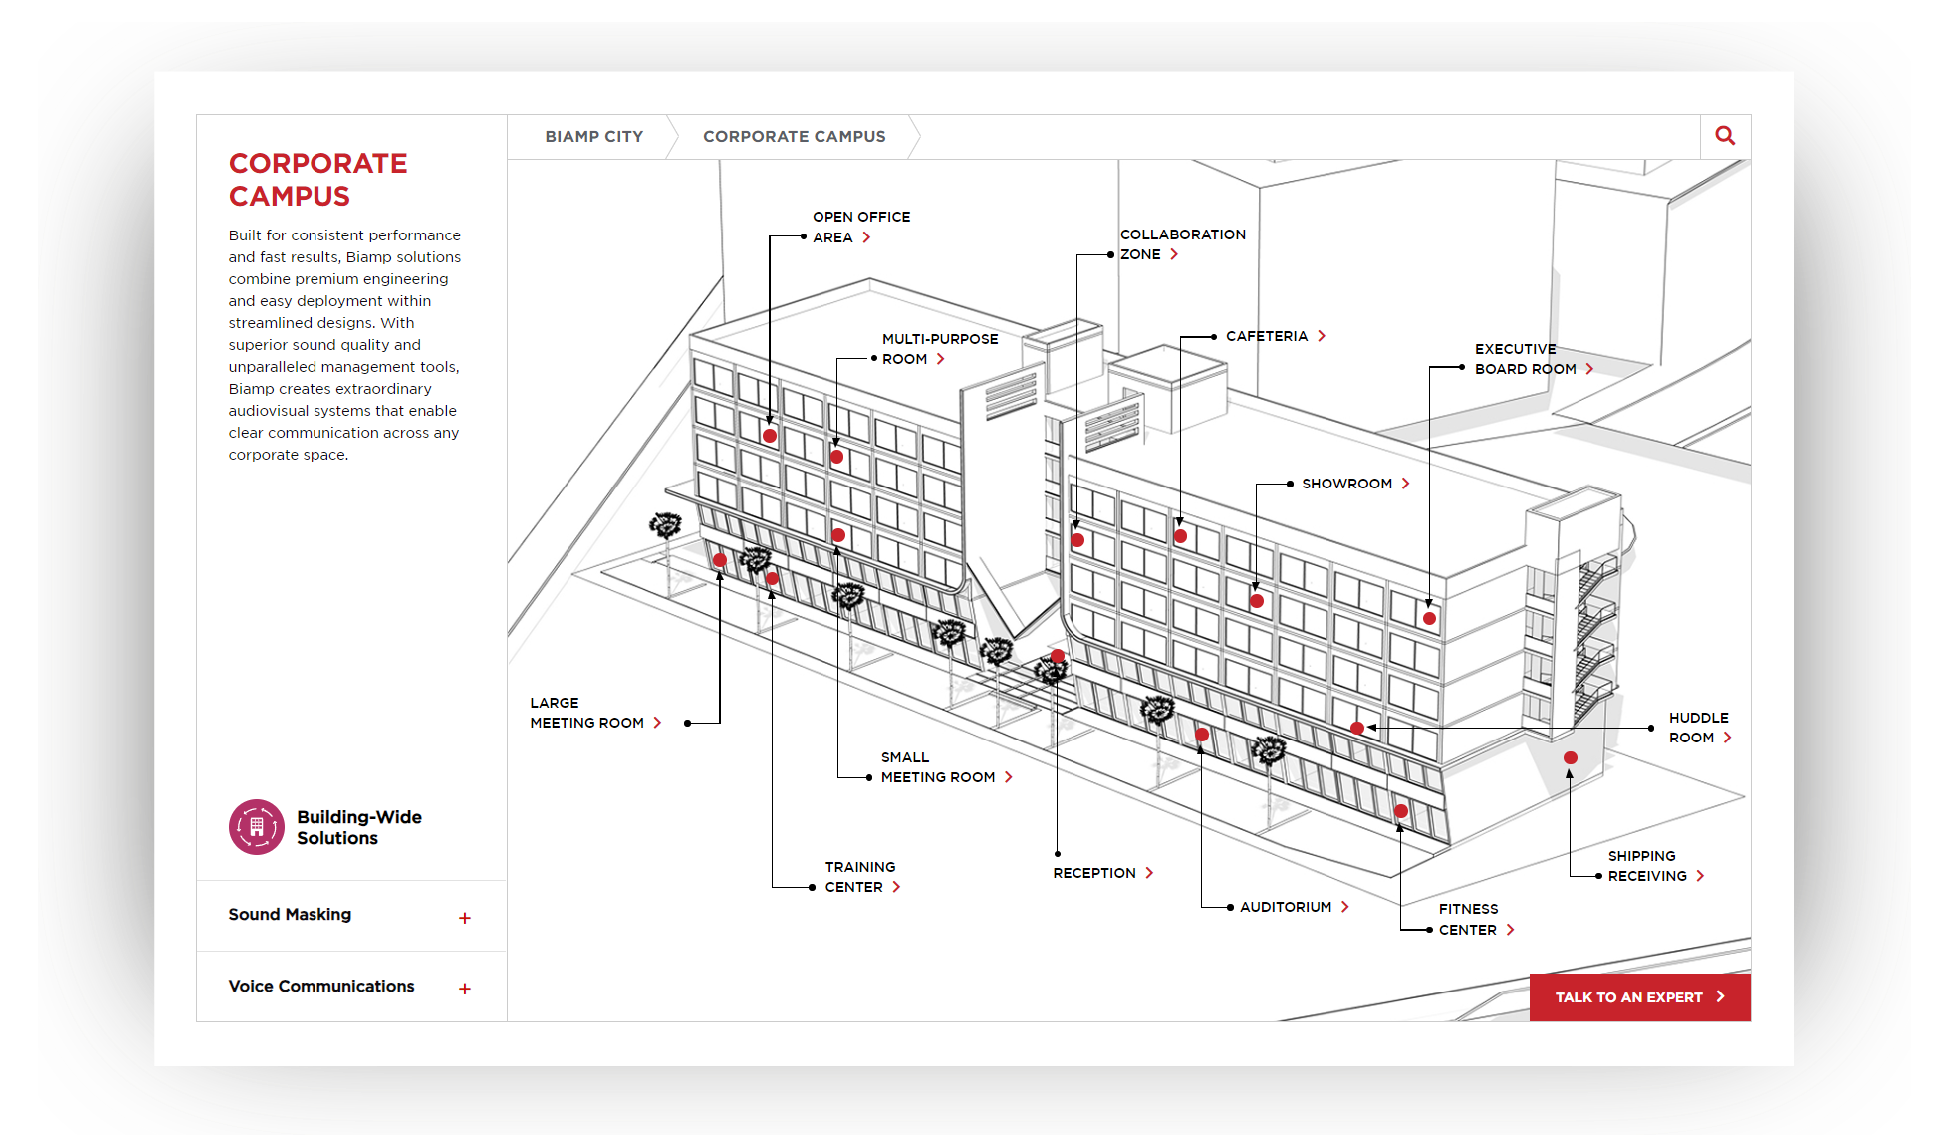 BIAMP CITY
CORPORATE CAMPUS
CORPORATE
CAMPUS
Built for consistent performance
and fast results, Biamp solutions
combine premium engineering
and easy deployment within
streamlined designs. With
superior sound quality and
unparalleled management tools,
Biamp creates extraordinary
audiovisual systems that enable
clear communication across any
corporate space.
Building-Wide
Solutions
Sound Masking
Voice Communications
OPEN OFFICE
AREA
COLLABORATION
ZONE
MULTI-PURPOSE
ROOM
CAFETERIA
EXECUTIVE
BOARD ROOM
SHOWROOM
LARGE
MEETING ROOM
SMALL
MEETING ROOM
HUDDLE
ROOM
TRAINING
CENTER
RECEPTION
AUDITORIUM
FITNESS
CENTER
SHIPPING
RECEIVING
TALK TO AN EXPERT